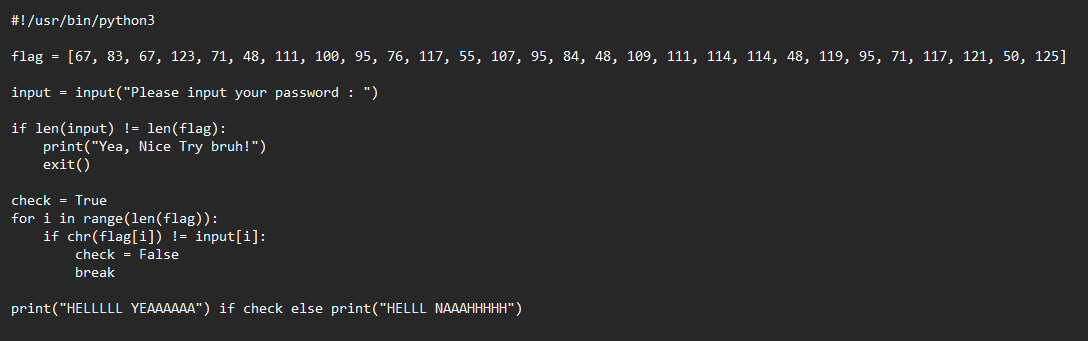 #!/usr/bin/python3
flag = [67, 83, 67, 123, 71, 48, 111, 100, 95, 76, 117, 55, 107, 95, 84, 48, 109, 111, 114, 114, 48, 119, 95, 71, 117, 121, 50, 125]
input = input("Please input your password : ")
if len(input) != len(flag):
    print("Yea, Nice Try bruh!")
    exit()
check = True
for i in range(len(flag)):
    if chr(flag[i]) != input[i]:
        check = False
        break
print("HELLLLL YEAAAAAA") if check else print("HELLL NAAAHHHHH")